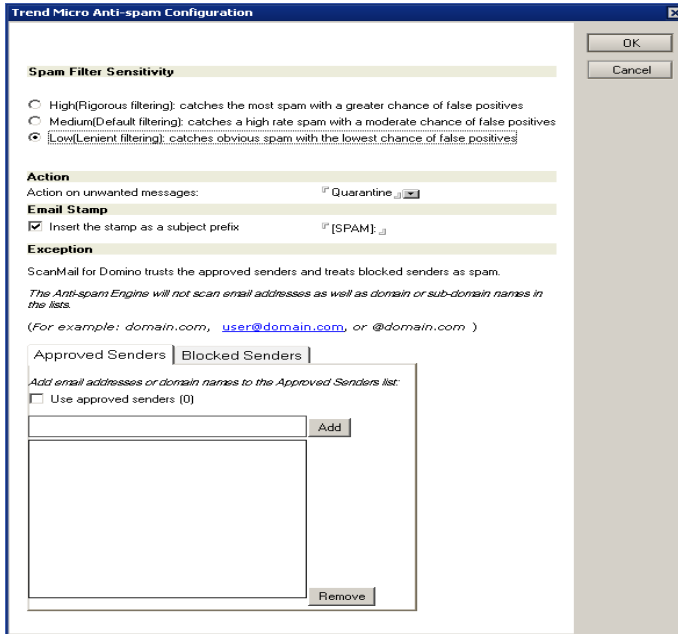 Trend Micro Anti-spam Configuration
OK
Cancel
Spam Filter Sensitivity
High(Rigorous filtering): catches the most spam with a greater chance of false positives
Medium(Default filtering): catches a high rate spam with a moderate chance of false positives
Low(Lenient filtering): catches obvious spam with the lowest chance of false positives
Action
Action on unwanted messages: Quarantine
Email Stamp
Insert the stamp as a subject prefix [SPAM]:
Exception
ScanMail for Domino trusts the approved senders and treats blocked senders as spam.
The Anti-spam Engine will not scan email addresses as well as domain or sub-domain names in
the lists.
(For example: domain.com, user@domain.com, or @domain.com )
Approved Senders Blocked Senders
Add email addresses or domain names to the Approved Senders list:
Use approved senders (0)
Add
Remove